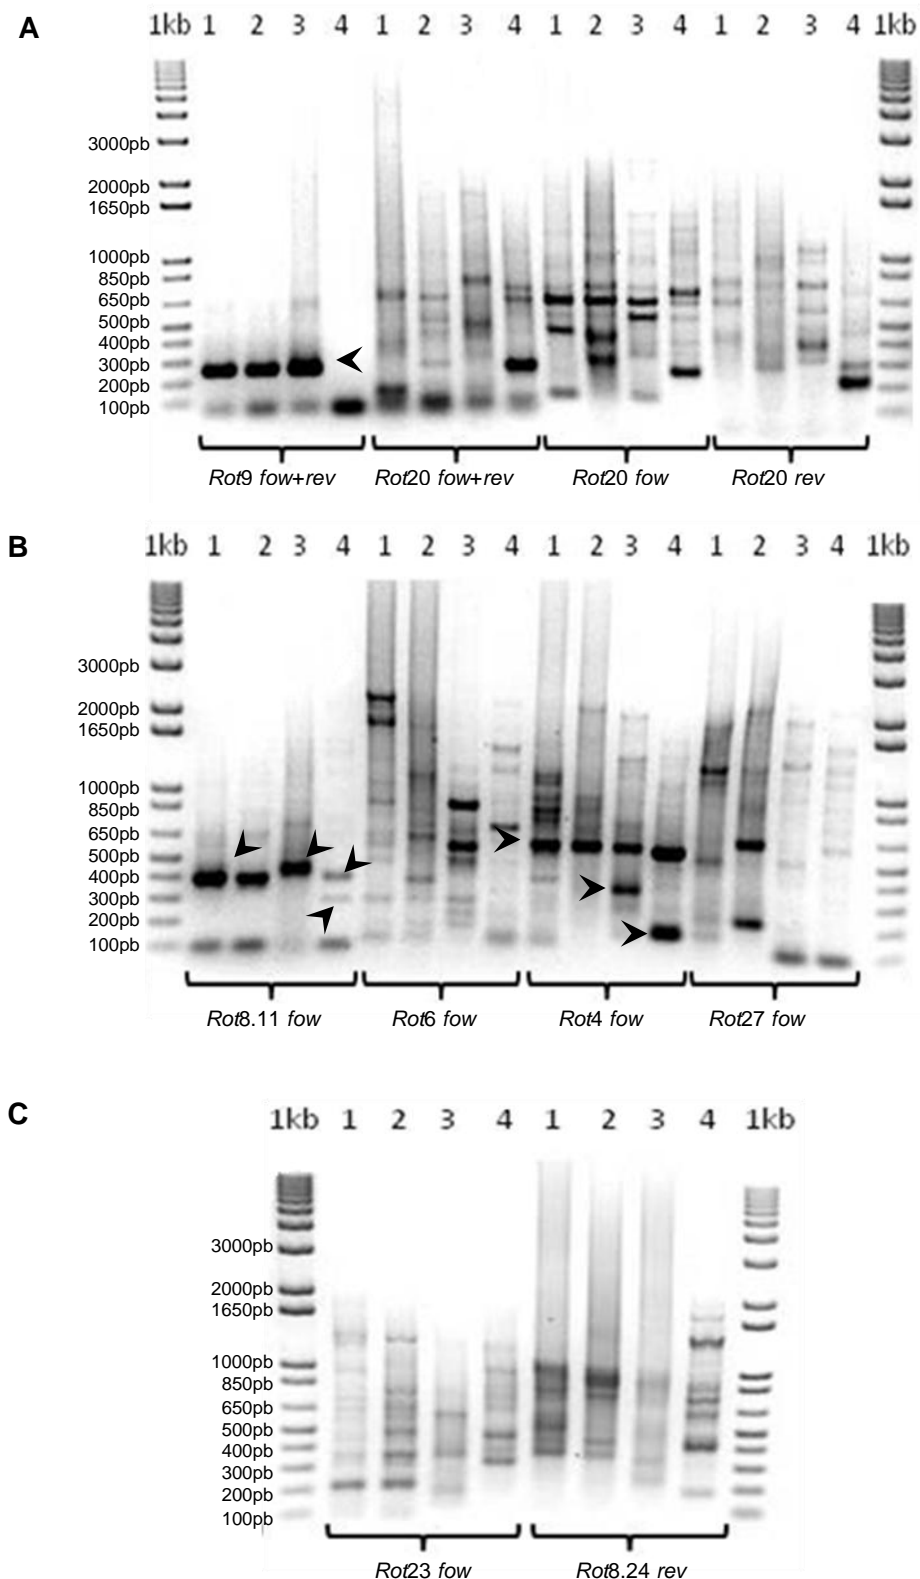 A
1kb 1 2 3 4 1 2 3 4 1 2 3 4 1 2 3 4 1kb
3000pb
2000pb
1650pb
1000pb
850pb
650pb
500pb
400pb
300pb
200pb
100pb
Rot9 fow+rev Rot20 fow+rev Rot20 fow Rot20 rev
B
1kb 1 2 3 4 1 2 3 4 1 2 3 4 1 2 3 4 1kb
3000pb
2000pb
1650pb
1000pb
850pb
650pb
500pb
400pb
300pb
200pb
100pb
Rot8.11 fow Rot6 fow Rot4 fow Rot27 fow
C
1kb 1 2 3 4 1 2 3 4 1kb
3000pb
2000pb
1650pb
1000pb
850pb
650pb
500pb
400pb
300pb
200pb
100pb
Rot23 fow Rot8.24 rev